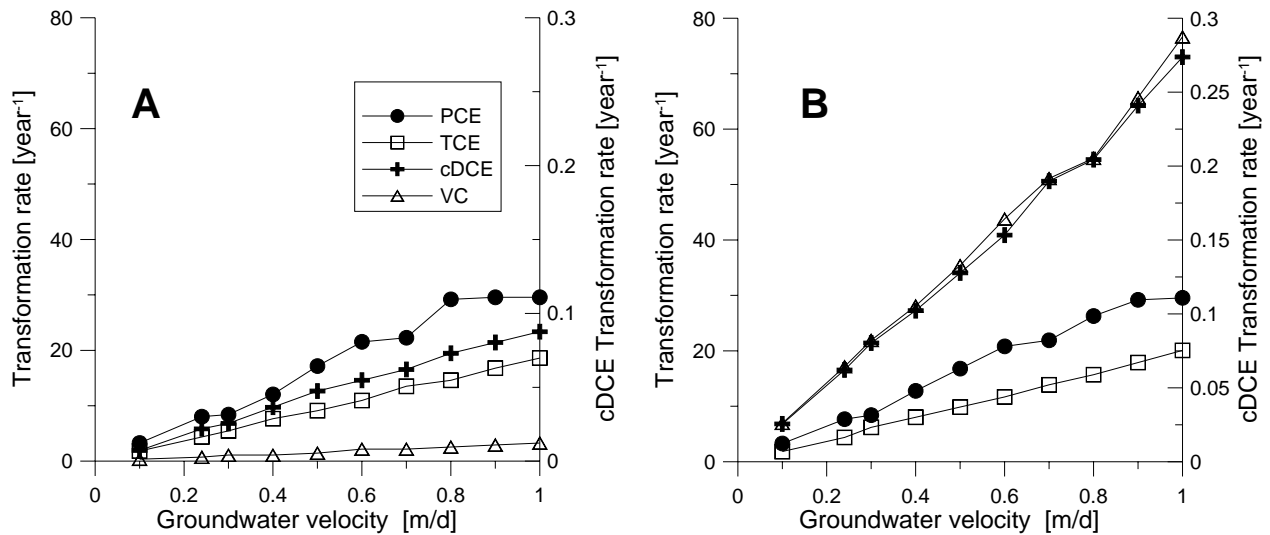 A
PCE
TCE
cDCE
VC
Transformation rate [year-1]
80
60
40
20
0
0
0.2
0.4
0.6
0.8
1
Groundwater velocity [m/d]
0.3
0.2
0.1
0
cDCE Transformation rate [year-1]
B
Transformation rate [year-1]
80
60
40
20
0
0
0.2
0.4
0.6
0.8
1
Groundwater velocity [m/d]
0.3
0.25
0.2
0.15
0.1
0.05
0
cDCE Transformation rate [year-1]